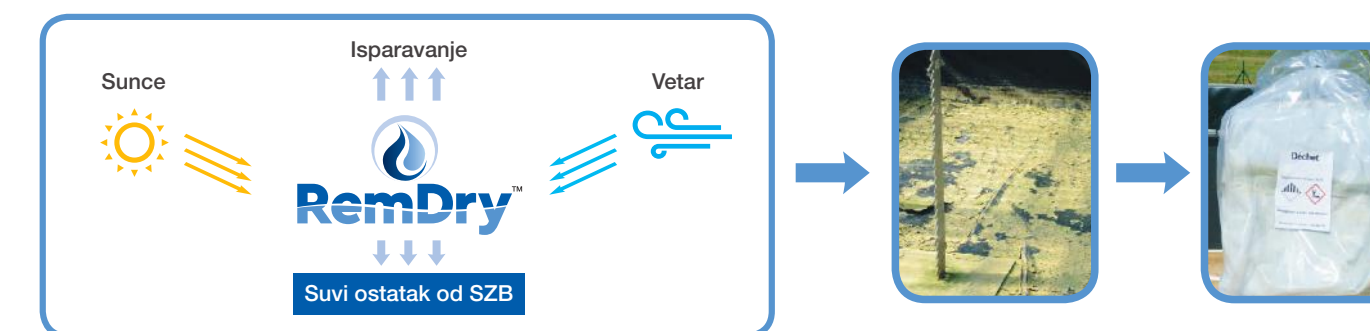 Isparavanje
Sunce
Vetar
RemDry™
Suvi ostatak od SZB
Déchet